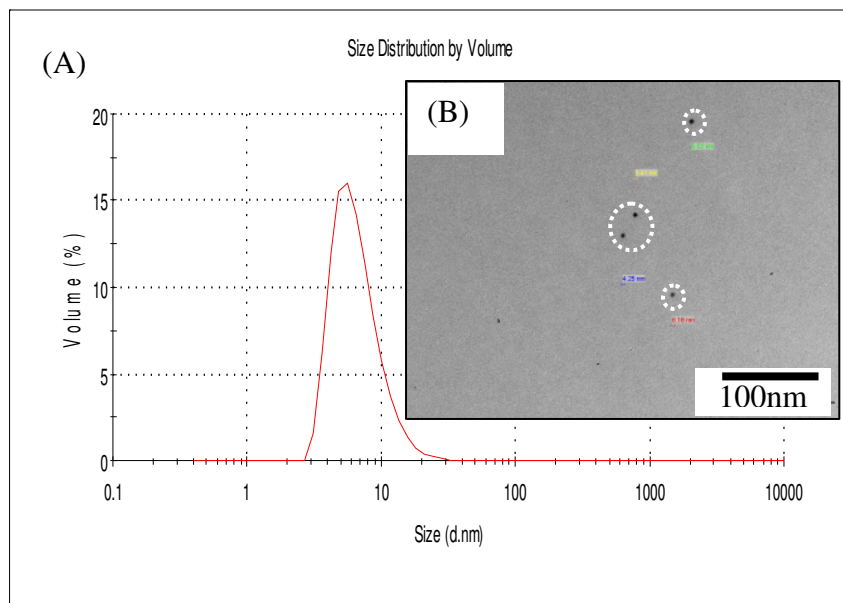 (A)
Size Distribution by Volume
(B)
Volume (%)
20
15
10
5
0
0.1 1 10 100 1000 10000
Size (d.nm)
4.25 nm
100nm